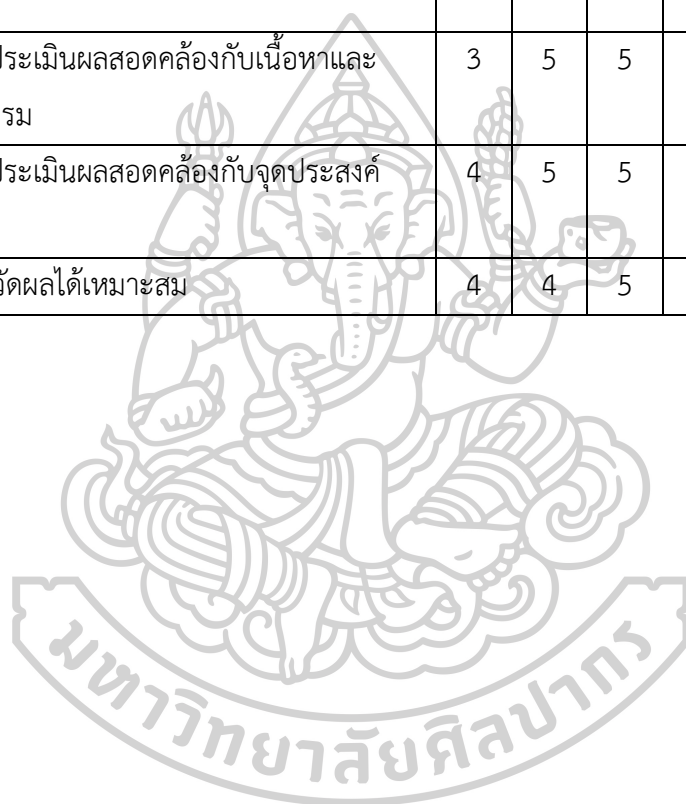 ประเมินผลสอดคล้องกับเนื้อหาและ 3 5 5
รม
ประเมินผลสอดคล้องกับจุดประสงค์ 4 5 5
วัดผลได้เหมาะสม 4 4 5
มหาวิทยาลัยศิลปากร